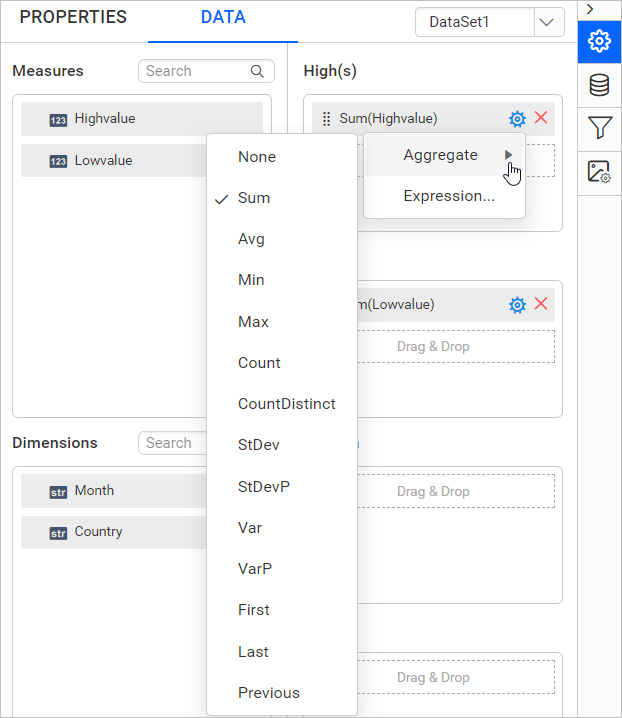 PROPERTIES
DATA
DataSet1
Measures
Search
123 Highvalue
123 Lowvalue
Dimensions
Search
str Month
str Country
High(s)
Sum(Highvalue)
Aggregate
Expression...
None
Sum
Avg
Min
Max
Count
CountDistinct
StDev
StDevP
Var
VarP
First
Last
Previous
m(Lowvalue)
Drag & Drop
Drag & Drop
Drag & Drop